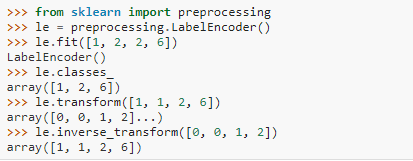 >>> from sklearn import preprocessing
>>> le = preprocessing.LabelEncoder()
>>> le.fit([1, 2, 2, 6])
LabelEncoder()
>>> le.classes_
array([1, 2, 6])
>>> le.transform([1, 1, 2, 6])
array([0, 0, 1, 2]...)
>>> le.inverse_transform([0, 0, 1, 2])
array([1, 1, 2, 6])